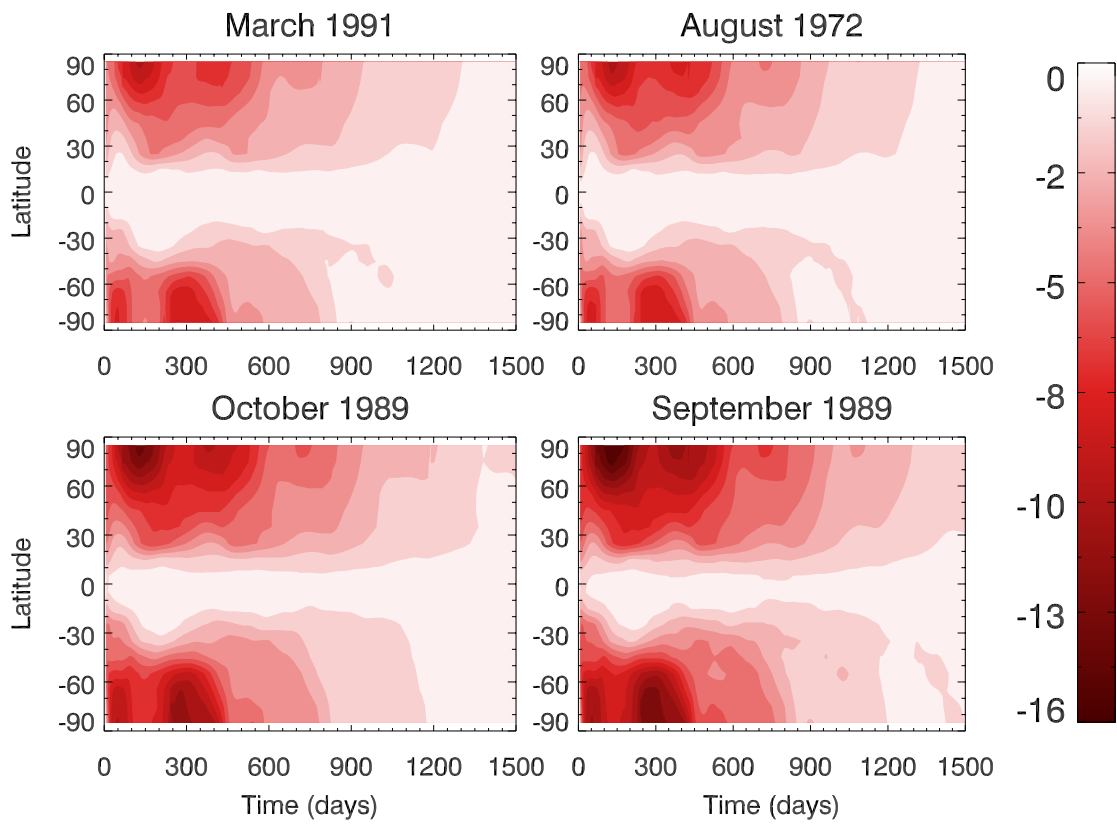 March 1991 August 1972
90 90 0
60 60
30 30 -2
Latitude 0 0
-30 -30 -5
-60 -60
-90 -90
0 300 600 900 1200 1500 0 300 600 900 1200 1500
October 1989 September 1989 -8
90 90
60 60 -10
30 30
Latitude 0 0
-30 -30 -13
-60 -60
-90 -90 -16
0 300 600 900 1200 1500 0 300 600 900 1200 1500
Time (days) Time (days)